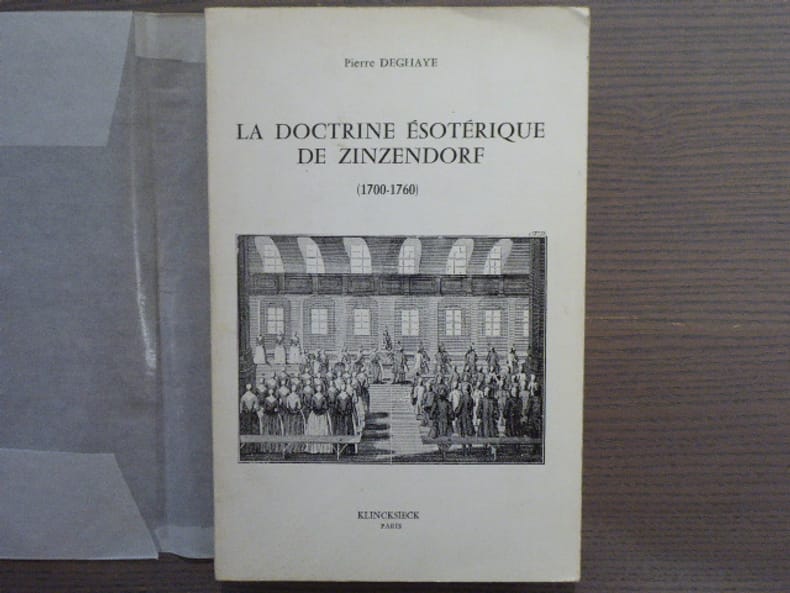 Pierre DEGHAYE
LA DOCTRINE ÉSOTÉRIQUE
DE ZINZENDORF
(1700-1760)
KLINCKSIECK
PARIS